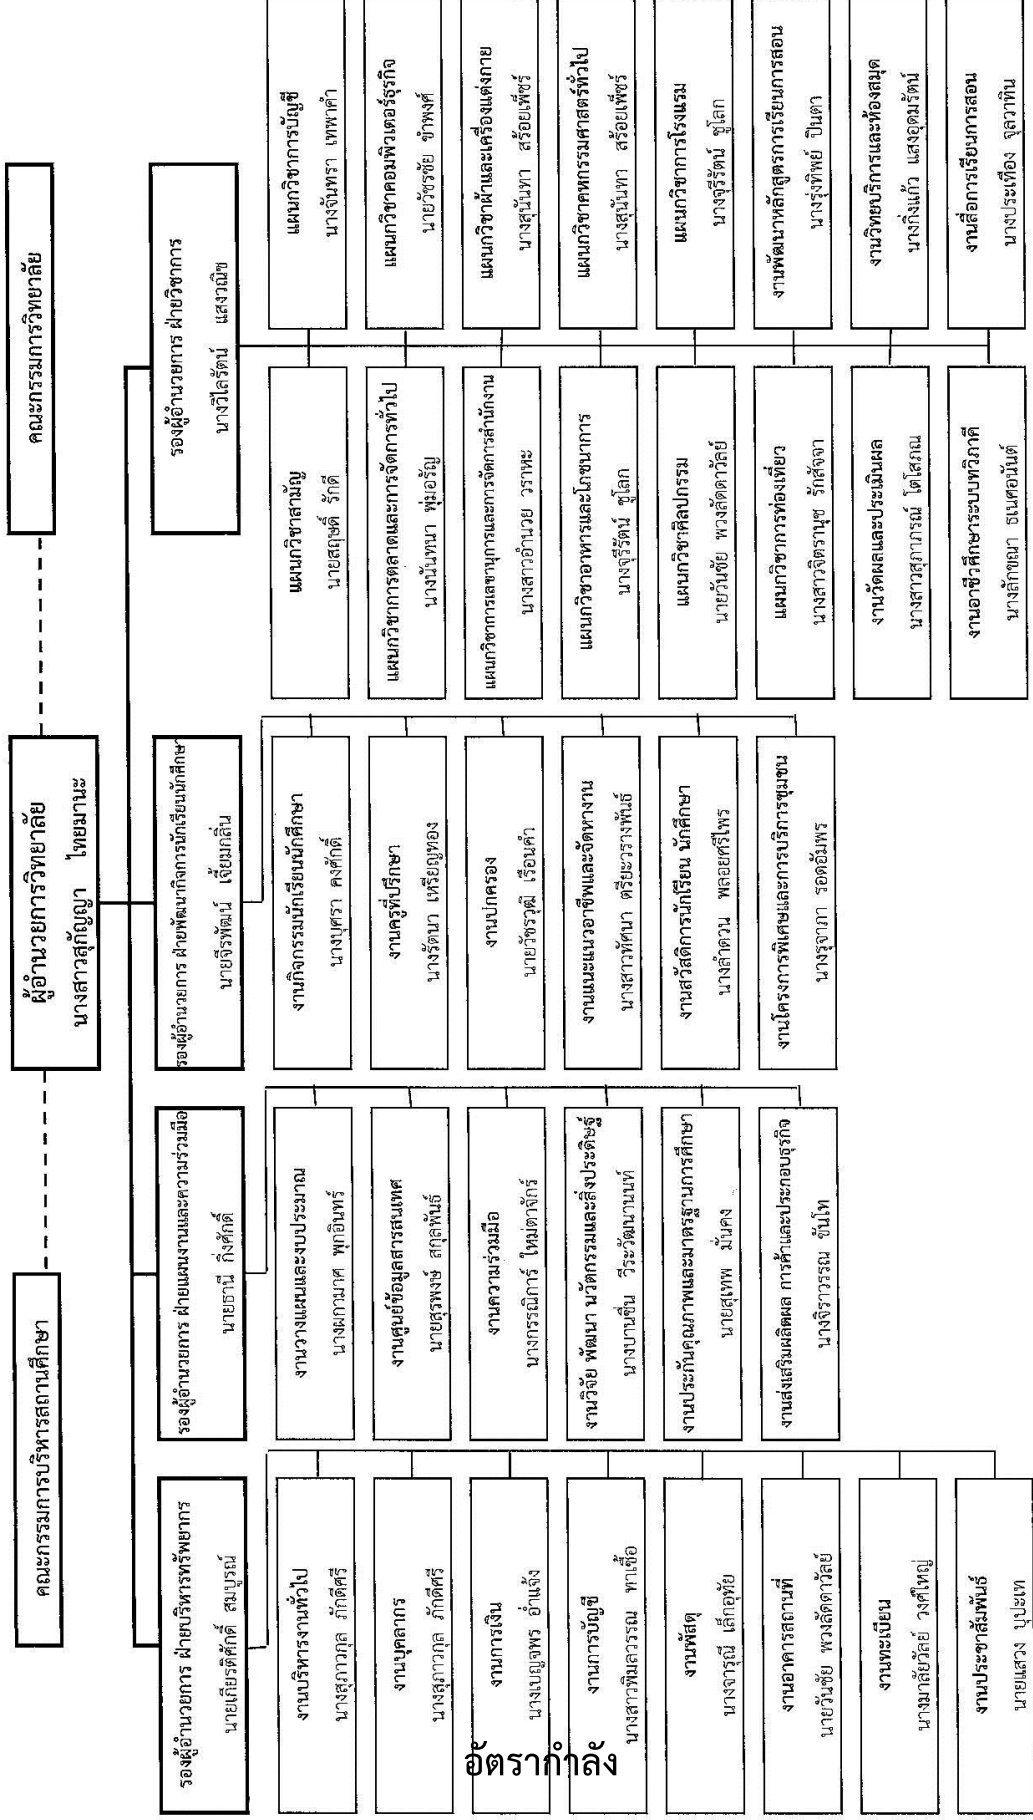 คณะกรรมการบริหารสถานศึกษา
ผู้อำนวยการวิทยาลัย
นางสาวสุกัญญา ไทยมานะ
คณะกรรมการวิทยาลัย
รองผู้อำนวยการ ฝ่ายบริหารทรัพยากร
นายเกียรติศักดิ์ สมบูรณ์
งานบริหารงานทั่วไป
นางสุภาวกุล ภักดีศรี
งานบุคลากร
นางสุภาวกุล ภักดีศรี
งานการเงิน
นางเบญจพร อ่ำแจ้ง
งานการบัญชี
นางสาวพิมลวรรณ ทาเชื้อ
งานพัสดุ
นางจารุณี เล็กอุทัย
งานอาคารสถานที่
นายวันชัย พวงลัดดาวัลย์
งานทะเบียน
นางมาลัยวัลย์ วงศ์ใหญ่
งานประชาสัมพันธ์
นายแสวง บุปะเท
รองผู้อำนวยการ ฝ่ายแผนงานและความร่วมมือ
นายธานี กิ่งศักดิ์
งานวางแผนและงบประมาณ
นางผกามาศ พุกอินทร์
งานศูนย์ข้อมูลสารสนเทศ
นายสุรพงษ์ สกุลพันธ์
งานความร่วมมือ
นางกรรณิการ์ ใหม่ตาจักร์
งานวิจัย พัฒนา นวัตกรรมและสิ่งประดิษฐ์
นางบานชื่น วีระวัฒนานนท์
งานประกันคุณภาพและมาตรฐานการศึกษา
นายสุเทพ มั่นคง
งานส่งเสริมผลิตผล การค้าและประกอบธุรกิจ
นางจิราวรรณ ขันโท
รองผู้อำนวยการ ฝ่ายพัฒนากิจการนักเรียนนักศึกษา
นายจิรพัฒน์ เจี้ยมกลิ่น
งานกิจกรรมนักเรียนนักศึกษา
นางบุศรา คงศักดิ์
งานครูที่ปรึกษา
นางรัตนา เหรียญทอง
งานปกครอง
นายวัชรวุฒิ เรือนคำ
งานแนะแนวอาชีพและจัดหางาน
นางสาวทัศนา ตรียะวรางพันธ์
งานสวัสดิการนักเรียน นักศึกษา
นางลำดวน พลอยศรีไพร
งานโครงการพิเศษและการบริการชุมชน
นางรุจาภา รอดอัมพร
รองผู้อำนวยการ ฝ่ายวิชาการ
นางวิไลรัตน์ แสงวณิช
แผนกวิชาสามัญ
นายสฤษดิ์ รักดี
แผนกวิชาการตลาดและการจัดการทั่วไป
นางนันทนา พุ่มอรัญ
แผนกวิชาการเลขานุการและการจัดการสำนักงาน
นางสาวอำนวย วราหะ
แผนกวิชาอาหารและโภชนาการ
นางจุรีรัตน์ ชูโลก
แผนกวิชาศิลปกรรม
นายวันชัย พวงลัดดาวัลย์
แผนกวิชาการท่องเที่ยว
นางสาวจิตรานุช รักสัจจา
งานวัดผลและประเมินผล
นางสาวสุภาภรณ์ โตโสภณ
งานอาชีวศึกษาระบบทวิภาคี
นางลักขณา ธเนศอนันต์
แผนกวิชาการบัญชี
นางจันทรา เทพาคำ
แผนกวิชาคอมพิวเตอร์ธุรกิจ
นายวัชรชัย ขำพงศ์
แผนกวิชาผ้าและเครื่องแต่งกาย
นางสุนันทา สร้อยเพ็ชร์
แผนกวิชาคหกรรมศาสตร์ทั่วไป
นางสุนันทา สร้อยเพ็ชร์
แผนกวิชาการโรงแรม
นางจุรีรัตน์ ชูโลก
งานพัฒนาหลักสูตรการเรียนการสอน
นางรุ่งทิพย์ ปินตา
งานวิทยบริการและห้องสมุด
นางกิ่งแก้ว แสงอุดมรัตน์
งานสื่อการเรียนการสอน
นางประเทือง จุลวาทิน
อัตรากำลัง